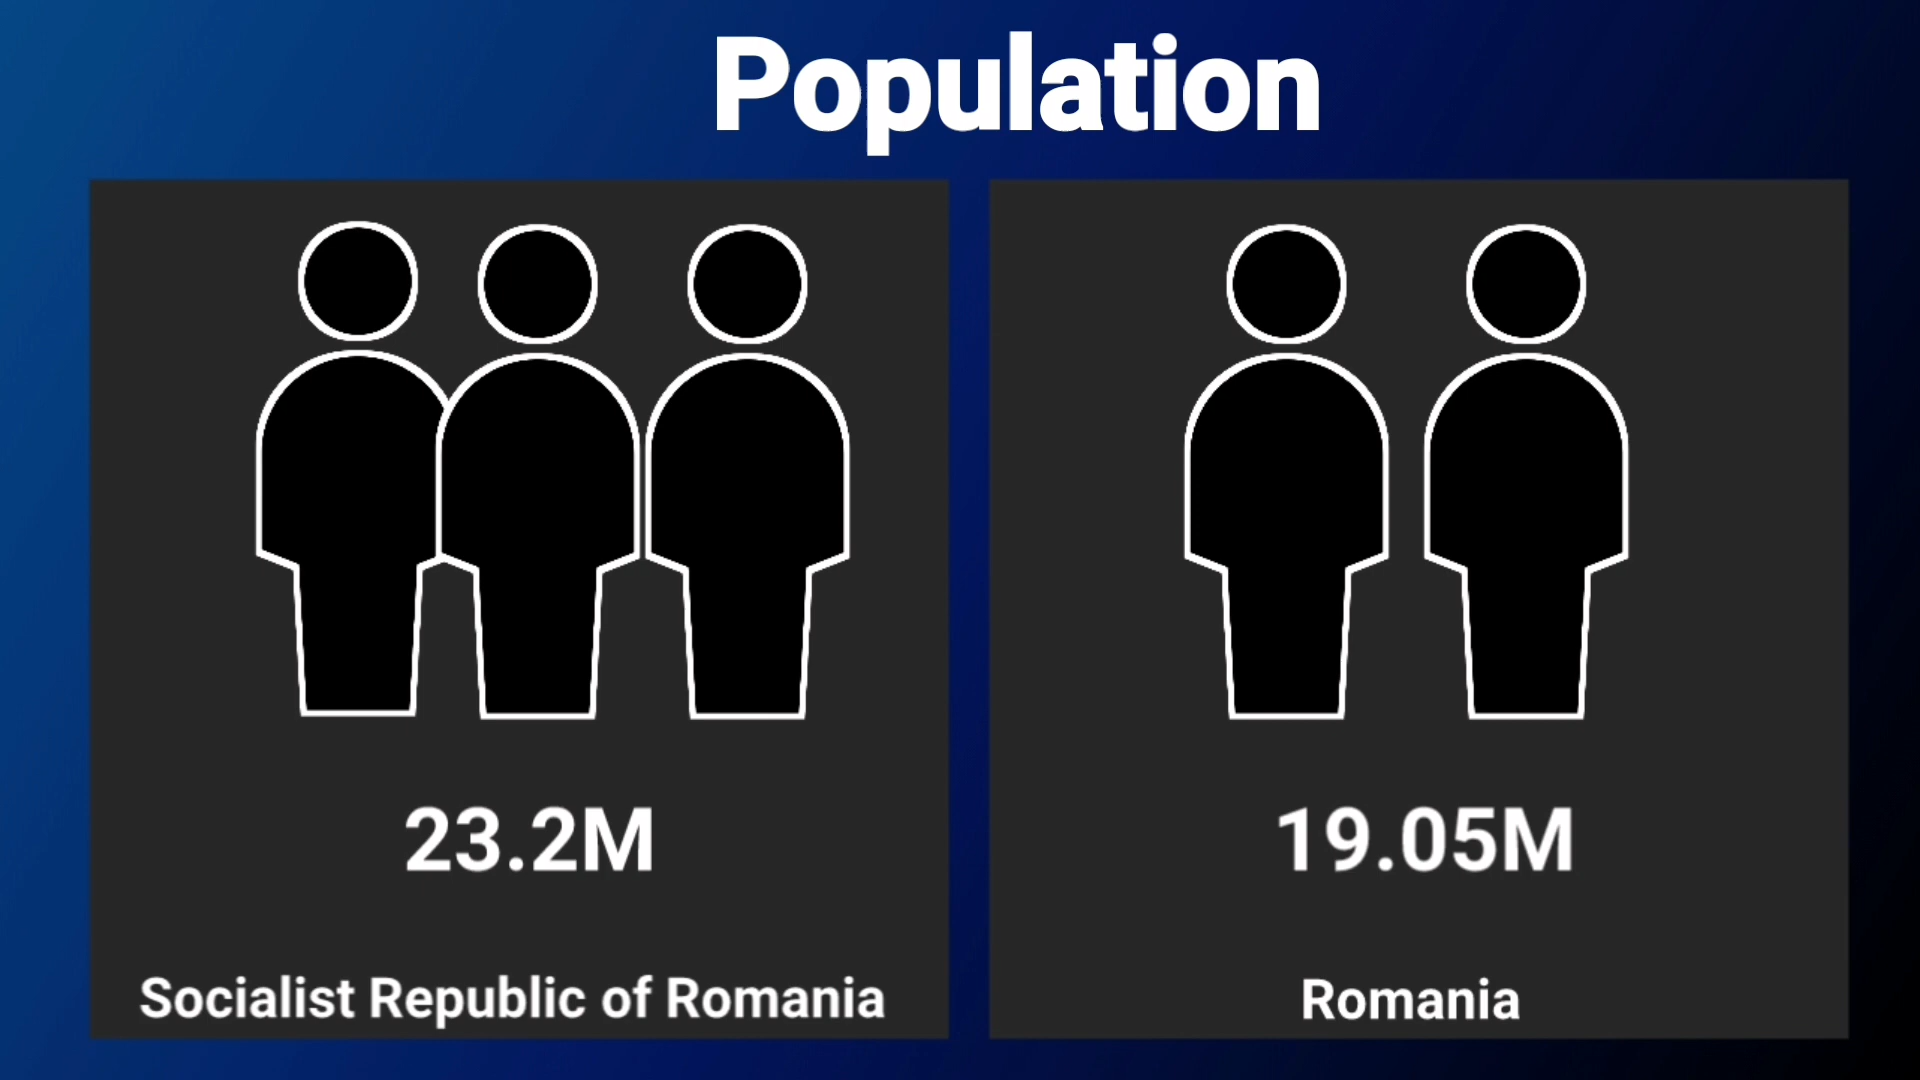 Population
23.2M
19.05M
Socialist Republic of Romania
Romania